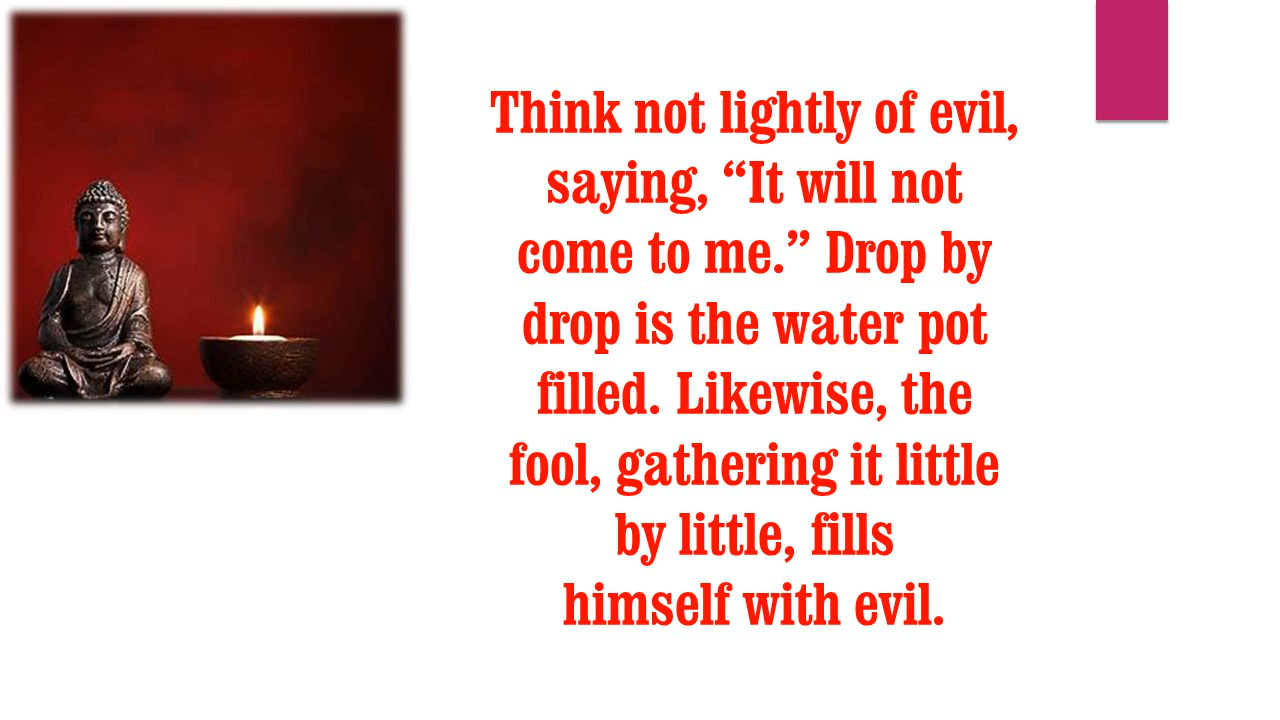 Think not lightly of evil,
saying, “It will not
come to me.” Drop by
drop is the water pot
filled. Likewise, the
fool, gathering it little
by little, fills
himself with evil.